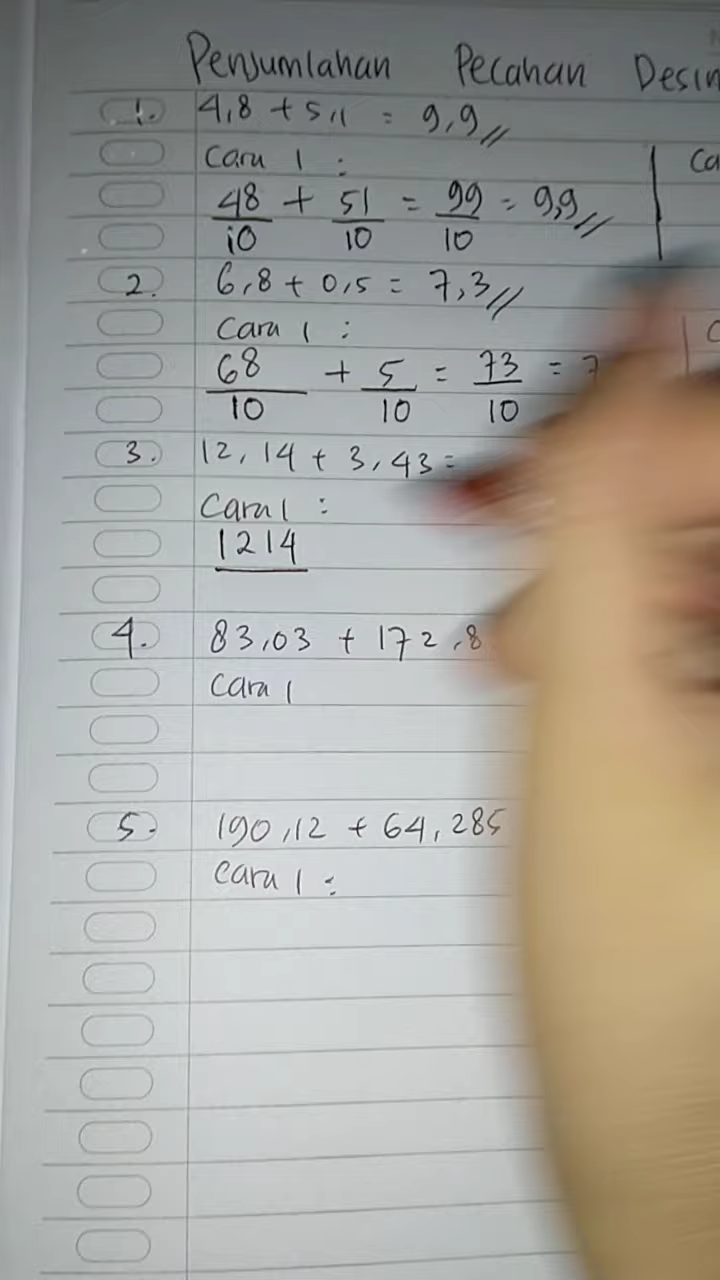 Penjumlahan Pecahan
1. 4,8 + 5,1 = 9,9//
Cara 1 :
48/10 + 51/10 = 99/10 = 9,9//
2. 6,8 + 0,5 = 7,3//
Cara 1 :
68/10 + 5/10 = 73/10 =
3. 12,14 + 3,43 =
Cara 1 :
1214
4. 83,03 + 172,8
Cara 1
5. 190,12 + 64,285
Cara 1 :